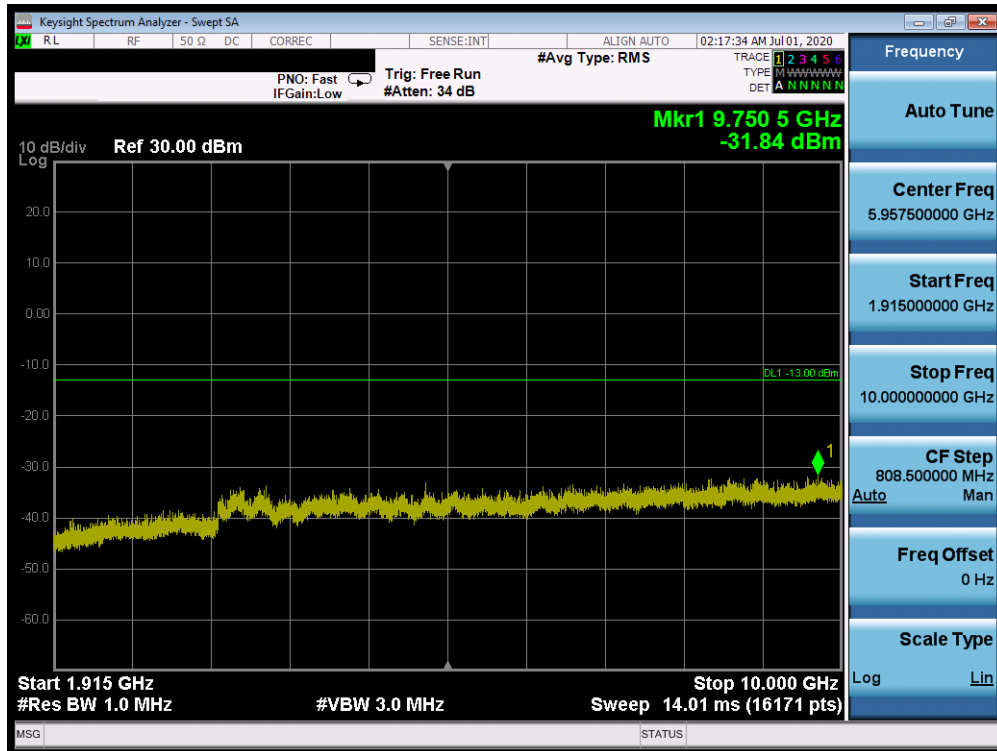 Keysight Spectrum Analyzer - Swept SA
LXI RL RF 50 Ω DC CORREC SENSE:INT ALIGN AUTO 02:17:34 AM Jul 01, 2020
PNO: Fast
IFGain:Low
Trig: Free Run
#Atten: 34 dB
#Avg Type: RMS
TRACE 1 2 3 4 5 6
TYPE M WWWWW
DET A N N N N N
Mkr1 9.750 5 GHz
-31.84 dBm
10 dB/div Ref 30.00 dBm
Log
20.0
10.0
0.00
-10.0
DL1 -13.00 dBm
-20.0
1
-30.0
-40.0
-50.0
-60.0
Start 1.915 GHz Stop 10.000 GHz
#Res BW 1.0 MHz #VBW 3.0 MHz Sweep 14.01 ms (16171 pts)
MSG STATUS
Frequency
Auto Tune
Center Freq
5.957500000 GHz
Start Freq
1.915000000 GHz
Stop Freq
10.000000000 GHz
CF Step
808.500000 MHz
Auto Man
Freq Offset
0 Hz
Scale Type
Log Lin